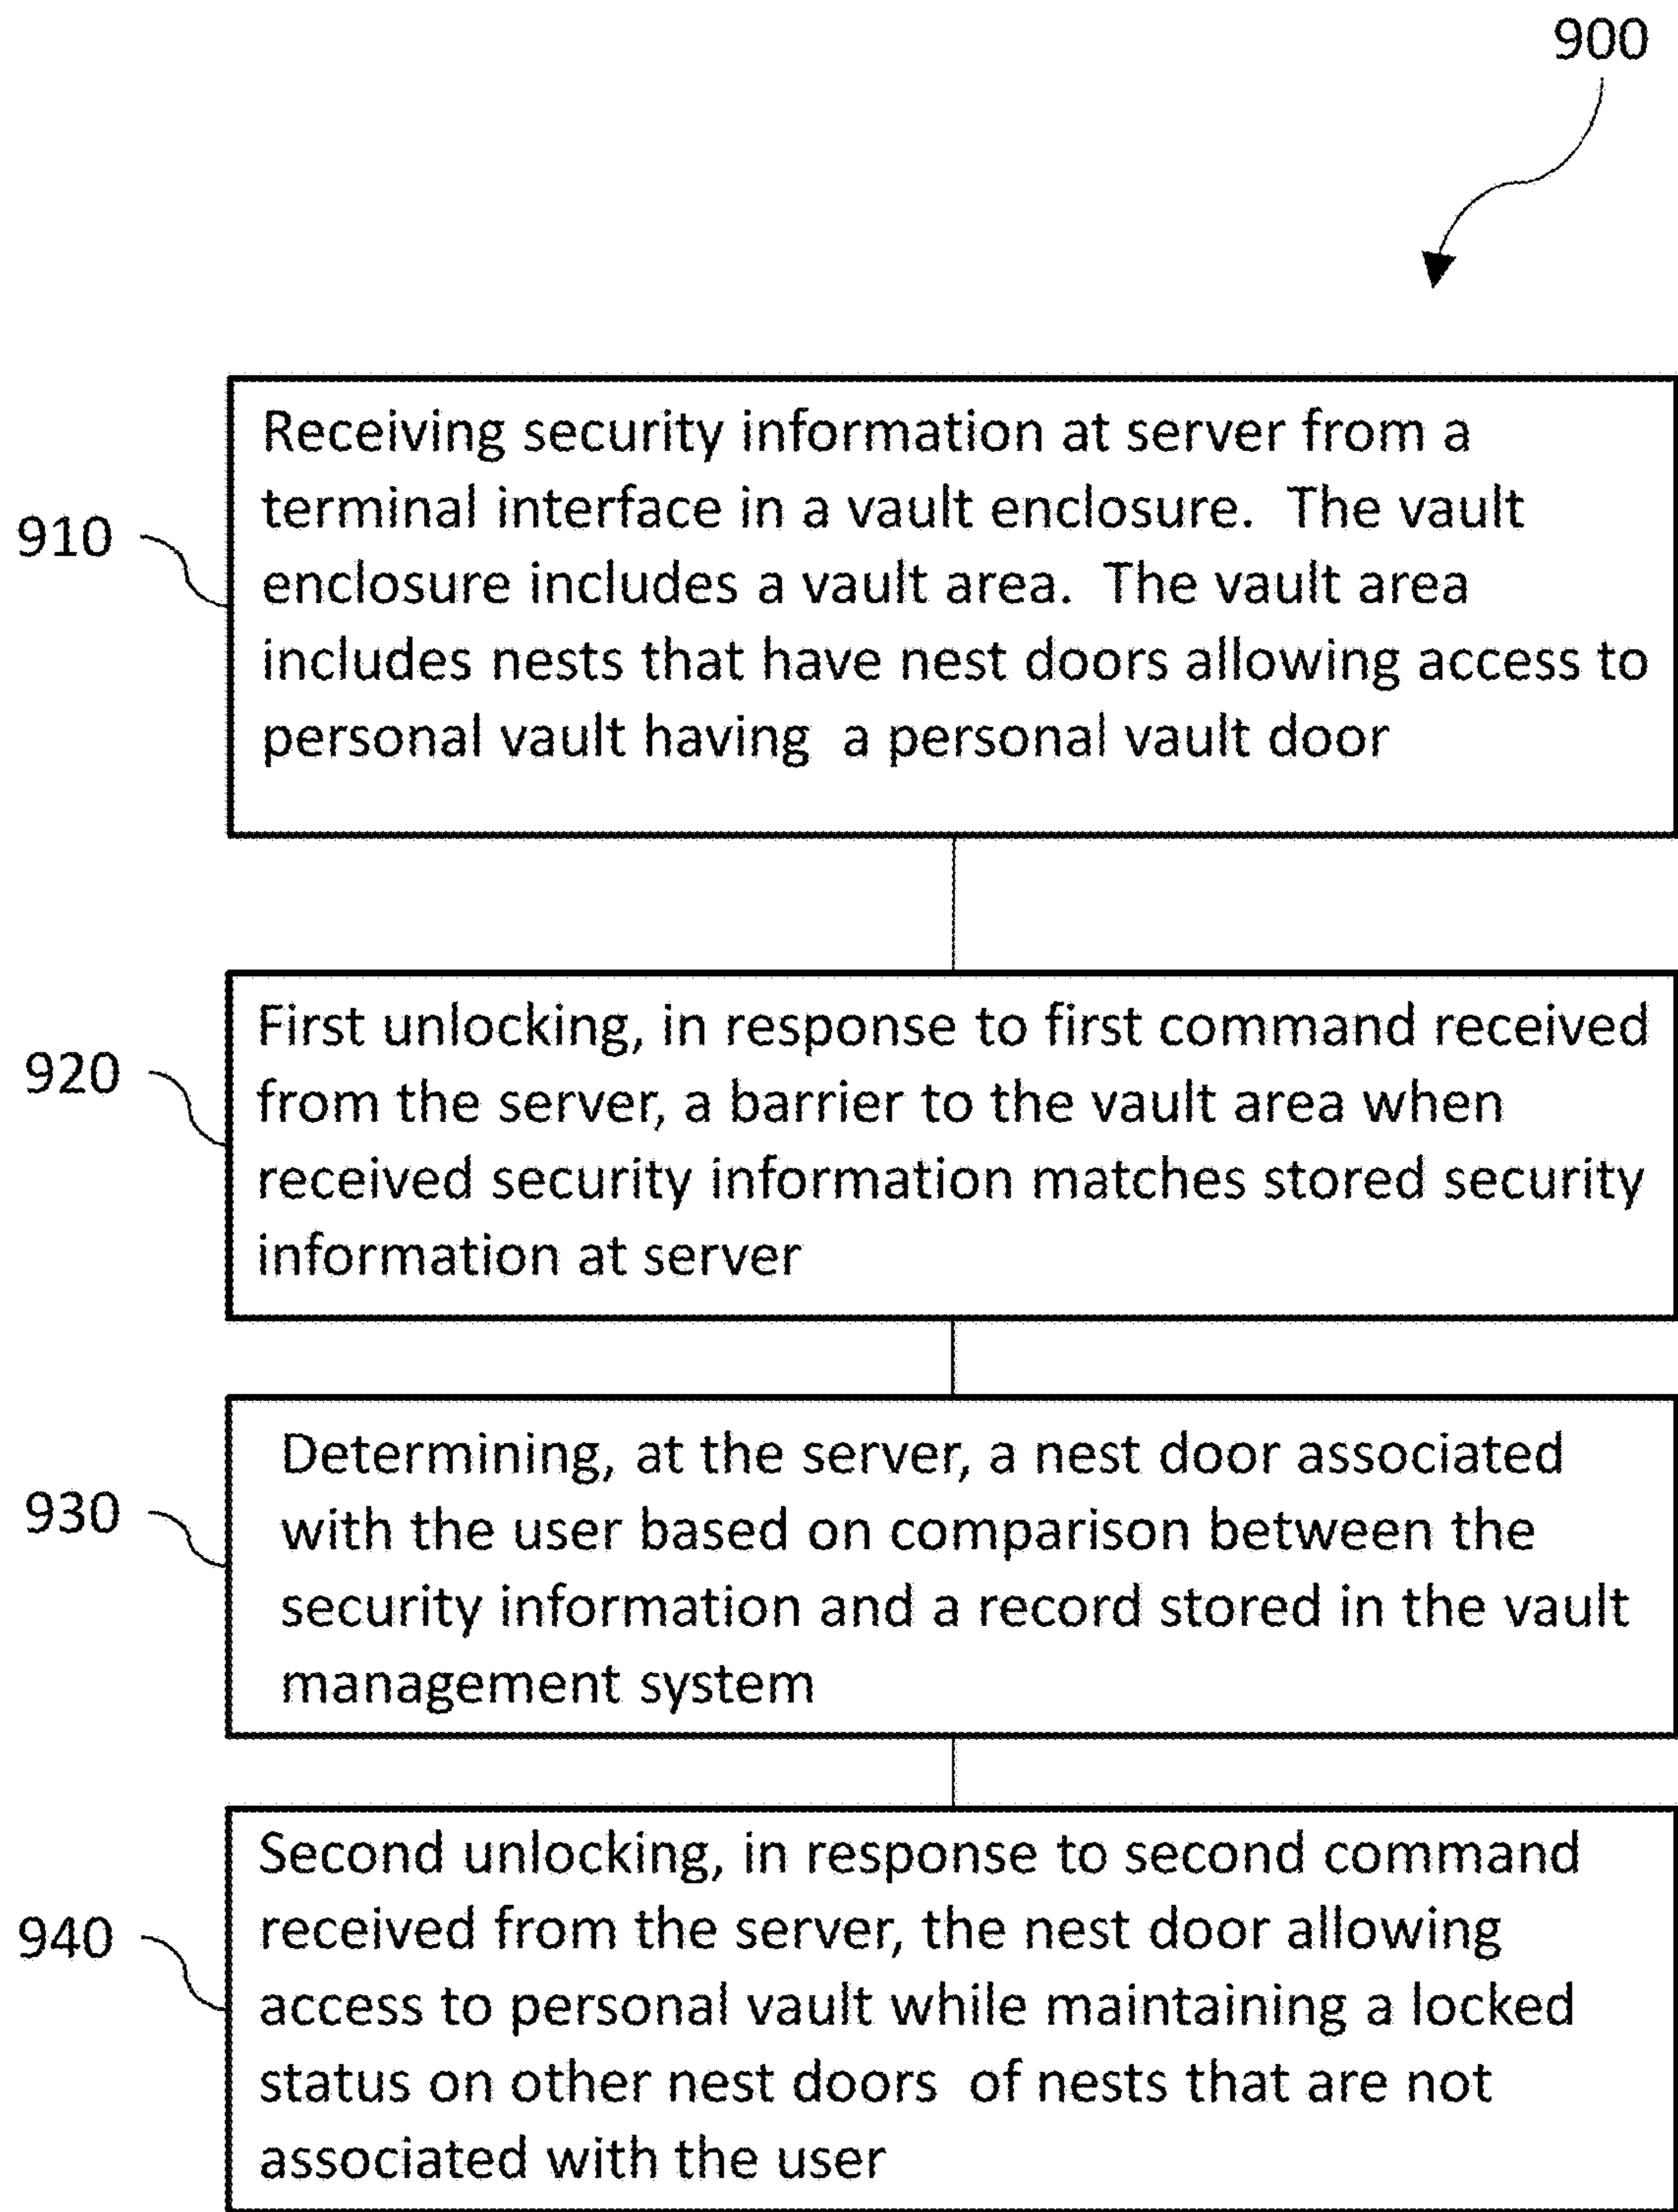 900
910
Receiving security information at server from a
terminal interface in a vault enclosure.  The vault
enclosure includes a vault area.  The vault area
includes nests that have nest doors allowing access to
personal vault having  a personal vault door
920
First unlocking, in response to first command received
from the server, a barrier to the vault area when
received security information matches stored security
information at server
930
Determining, at the server, a nest door associated
with the user based on comparison between the
security information and a record stored in the vault
management system
940
Second unlocking, in response to second command
received from the server, the nest door allowing
access to personal vault while maintaining a locked
status on other nest doors  of nests that are not
associated with the user